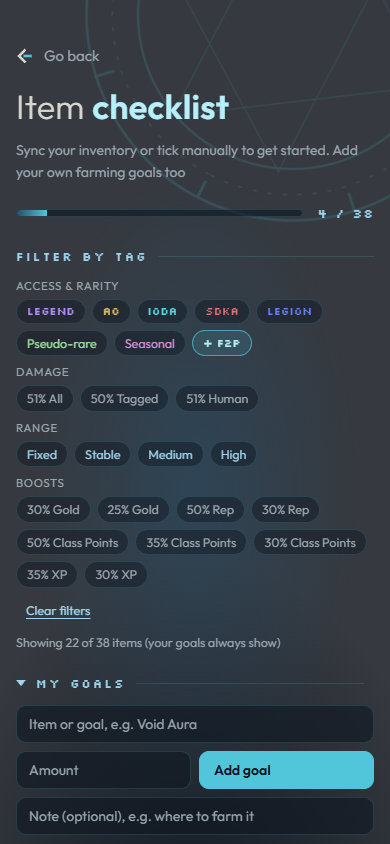 Go back
Item checklist
Sync your inventory or tick manually to get started. Add
your own farming goals too
4 / 38
FILTER BY TAG
ACCESS & RARITY
LEGEND AC IODA SDKA LEGION
Pseudo-rare Seasonal + F2P
DAMAGE
51% All 50% Tagged 51% Human
RANGE
Fixed Stable Medium High
BOOSTS
30% Gold 25% Gold 50% Rep 30% Rep
50% Class Points 35% Class Points 30% Class Points
35% XP 30% XP
Clear filters
Showing 22 of 38 items (your goals always show)
MY GOALS
Item or goal, e.g. Void Aura
Amount Add goal
Note (optional), e.g. where to farm it